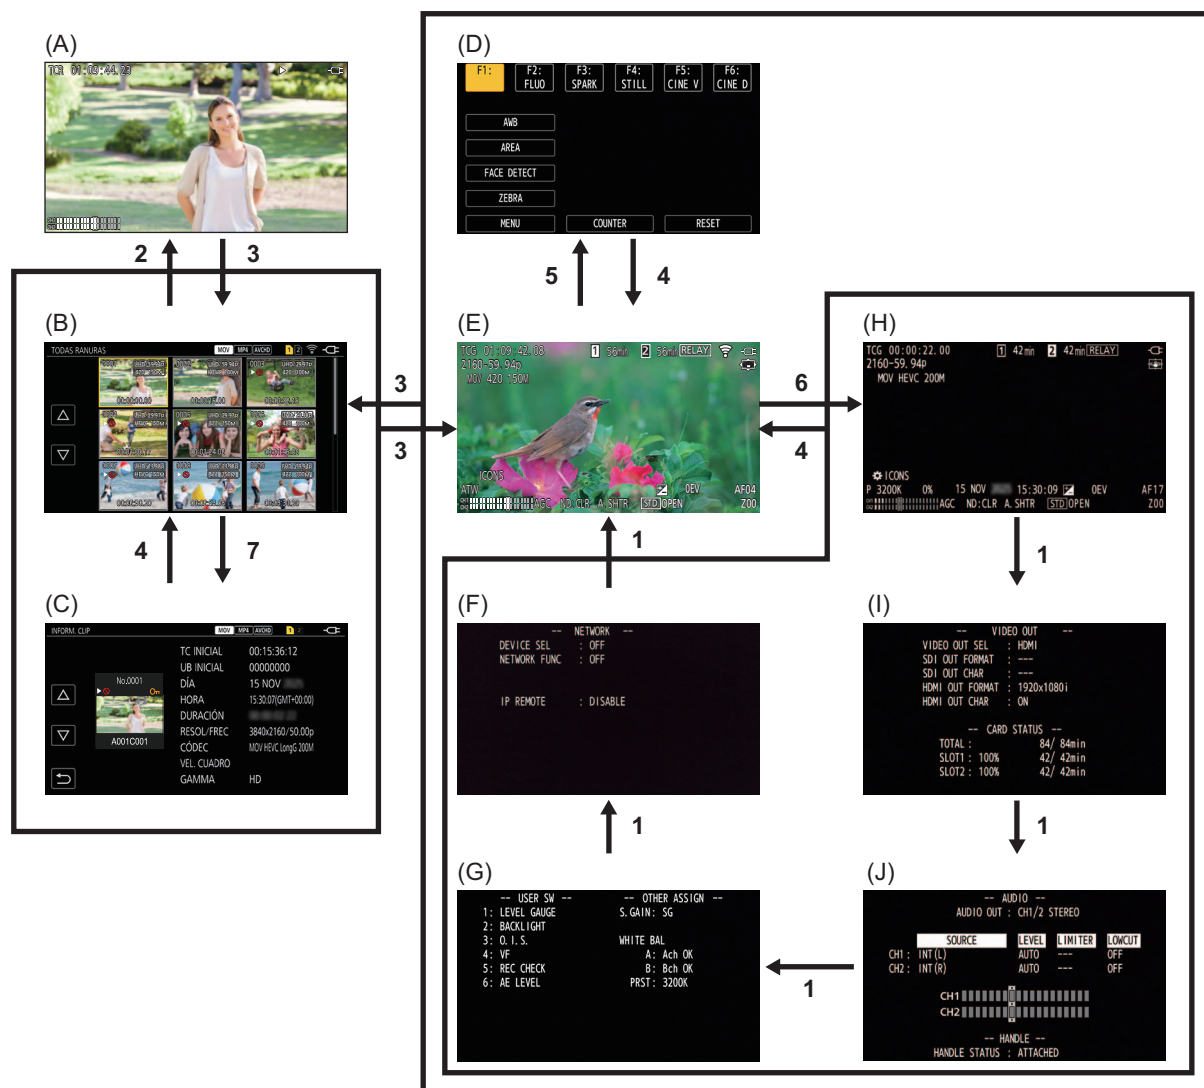 (A)
TCR 01:09:44.23
2
3
(B)
TODAS RANURAS
MOV MP4 AVCHD 1 2
4
7
(C)
INFORM. CLIP
MOV MP4 AVCHD 1 2
No.0001
A001C001
TC INICIAL 00:15:36:12
UB INICIAL 00000000
DÍA 15 NOV
HORA 15:30:07(GMT+00:00)
DURACIÓN
RESOL/FREC 3840x2160/50.00p
CÓDEC MOV HEVC LongG 200M
VEL. CUADRO
GAMMA HD
3
3
(D)
F1: F2: F3: F4: F5: F6:
FLUO SPARK STILL CINE V CINE D
AWB
AREA
FACE DETECT
ZEBRA
MENU COUNTER RESET
5
4
(E)
TCG 01:09:42.08 1 56min 2 56min RELAY
2160-59.94p
MOV 420 150M
ICONS
ATW 0EV AF04
AGC ND:CLR A.SHTR STD OPEN Z00
6
4
1
(F)
-- NETWORK --
DEVICE SEL : OFF
NETWORK FUNC : OFF
IP REMOTE : DISABLE
1
(G)
-- USER SW -- -- OTHER ASSIGN --
1: LEVEL GAUGE S.GAIN: SG
2: BACKLIGHT
3: O.I.S. WHITE BAL
4: VF A: Ach OK
5: REC CHECK B: Bch OK
6: AE LEVEL PRST: 3200K
1
(H)
TCG 00:00:22.00 1 42min 2 42min RELAY
2160-59.94p
MOV HEVC 200M
ICONS
P 3200K 0% 15 NOV 15:30:09 0EV AF17
AGC ND:CLR A.SHTR STD OPEN Z00
1
(I)
-- VIDEO OUT --
VIDEO OUT SEL : HDMI
SDI OUT FORMAT : ---
SDI OUT CHAR : ---
HDMI OUT FORMAT : 1920x1080i
HDMI OUT CHAR : ON
-- CARD STATUS --
TOTAL : 84/ 84min
SLOT1 : 100% 42/ 42min
SLOT2 : 100% 42/ 42min
1
(J)
-- AUDIO --
AUDIO OUT : CH1/2 STEREO
SOURCE LEVEL LIMITER LOWCUT
CH1 : INT(L) AUTO --- OFF
CH2 : INT(R) AUTO --- OFF
CH1
CH2
-- HANDLE --
HANDLE STATUS : ATTACHED